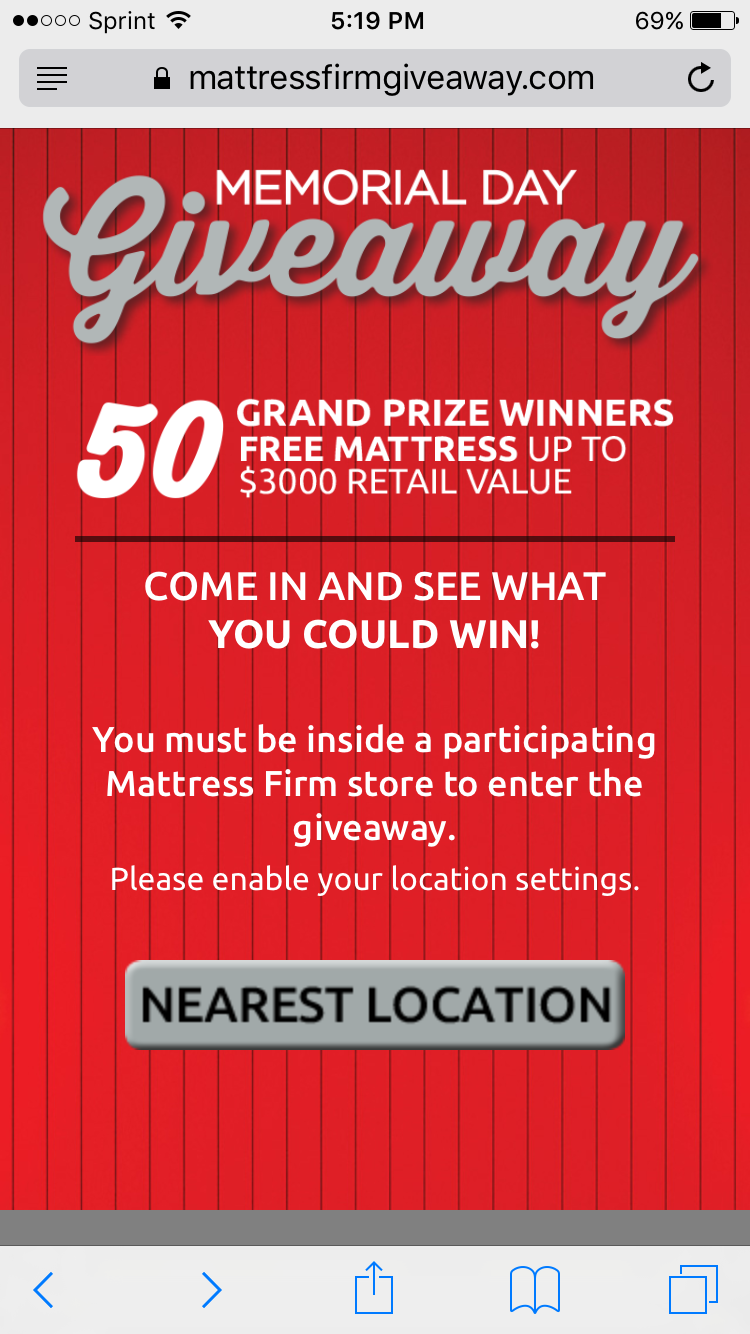 Sprint 5:19 PM 69%
mattressfirmgiveaway.com
MEMORIAL DAY
Giveaway
50 GRAND PRIZE WINNERS
FREE MATTRESS UP TO
$3000 RETAIL VALUE
COME IN AND SEE WHAT
YOU COULD WIN!
You must be inside a participating
Mattress Firm store to enter the
giveaway.
Please enable your location settings.
NEAREST LOCATION